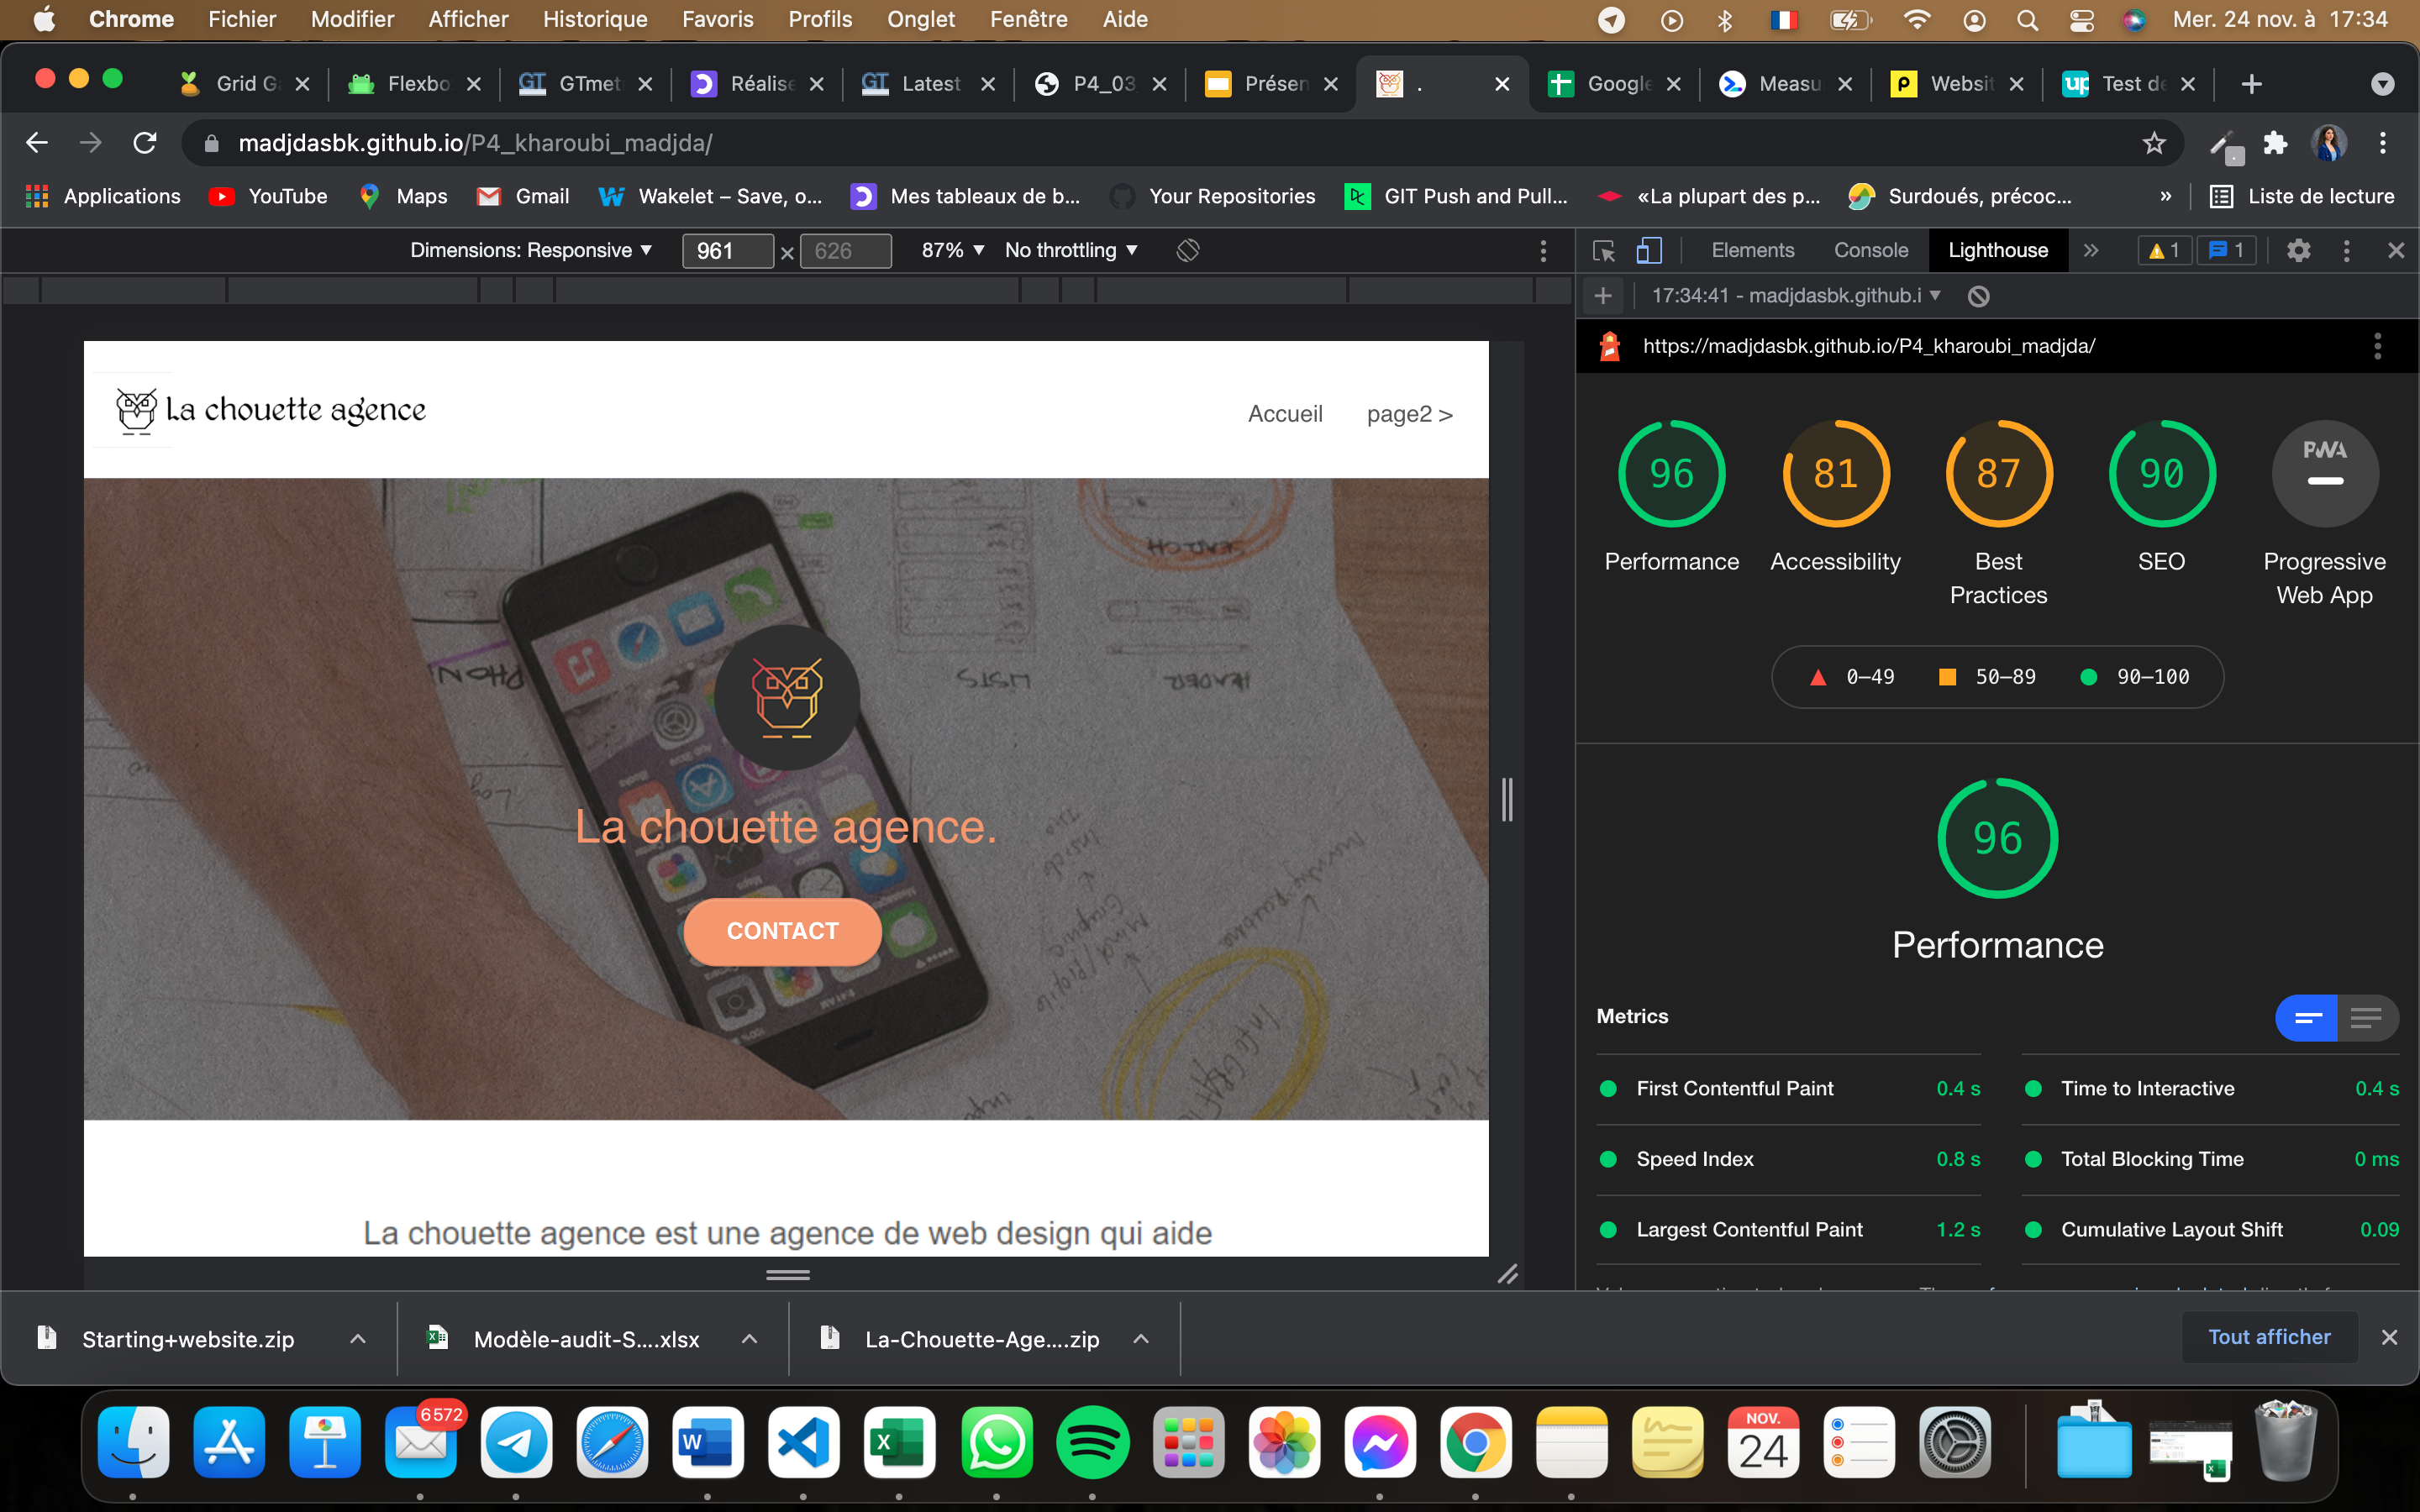 Chrome Fichier Modifier Afficher Historique Favoris Profils Onglet Fenêtre Aide Mer. 24 nov. à 17:34
Grid G Flexbo GTmet Réalise Latest P4_03 Présen . Google Measu Websit Test de
madjdasbk.github.io/P4_kharoubi_madjda/
Applications YouTube Maps Gmail Wakelet – Save, o... Mes tableaux de b... Your Repositories GIT Push and Pull... «La plupart des p... Surdoués, précoc... » Liste de lecture
Dimensions: Responsive 961 × 626 87% No throttling
Elements Console Lighthouse » 1 1
17:34:41 - madjdasbk.github.i
https://madjdasbk.github.io/P4_kharoubi_madjda/
La chouette agence Accueil page2 >
96 81 87 90 PWA
Performance Accessibility Best Practices SEO Progressive Web App
0–49 50–89 90–100
HEADER
LISTS
La chouette agence.
CONTACT
96
Performance
Metrics
First Contentful Paint 0.4 s Time to Interactive 0.4 s
Speed Index 0.8 s Total Blocking Time 0 ms
Largest Contentful Paint 1.2 s Cumulative Layout Shift 0.09
La chouette agence est une agence de web design qui aide
Starting+website.zip Modèle-audit-S....xlsx La-Chouette-Age....zip Tout afficher
6572
NOV.
24